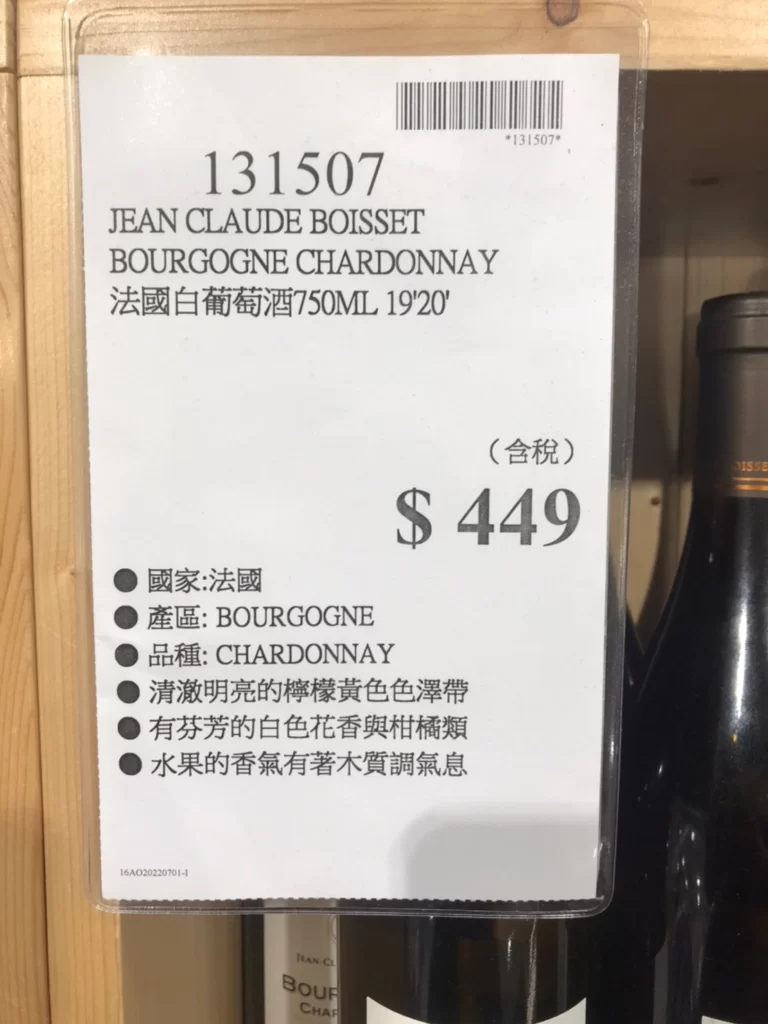 *131507*
131507
JEAN CLAUDE BOISSET
BOURGOGNE CHARDONNAY
法國白葡萄酒750ML 19'20'
（含稅）
$ 449
● 國家:法國
● 產區: BOURGOGNE
● 品種: CHARDONNAY
● 清澈明亮的檸檬黃色色澤帶
● 有芬芳的白色花香與柑橘類
● 水果的香氣有著木質調氣息
16AO20220701-1